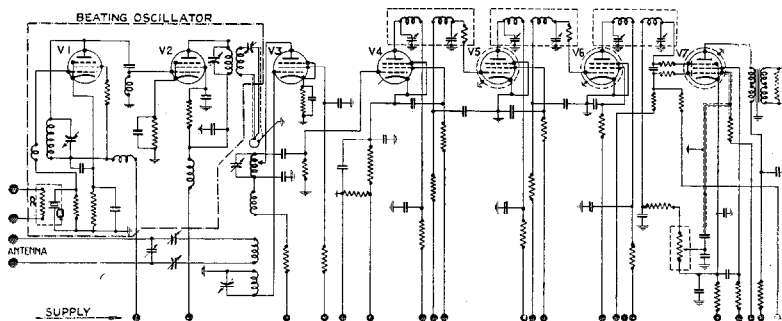 BEATING OSCILLATOR
V1
V2
V3
V4
V5
V6
V7
R
Q
ANTENNA
SUPPLY